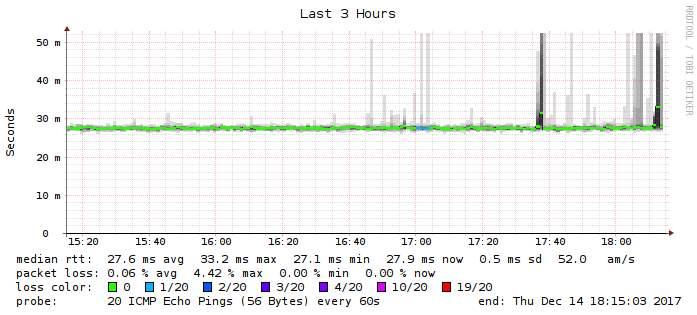 Last 3 Hours
RRDTOOL / TOBI OETIKER
Seconds
50 m
40 m
30 m
20 m
10 m
0
15:20 15:40 16:00 16:20 16:40 17:00 17:20 17:40 18:00
median rtt: 27.6 ms avg 33.2 ms max 27.1 ms min 27.9 ms now 0.5 ms sd 52.0 am/s
packet loss: 0.06 % avg 4.42 % max 0.00 % min 0.00 % now
loss color: 0 1/20 2/20 3/20 4/20 10/20 19/20
probe: 20 ICMP Echo Pings (56 Bytes) every 60s end: Thu Dec 14 18:15:03 2017